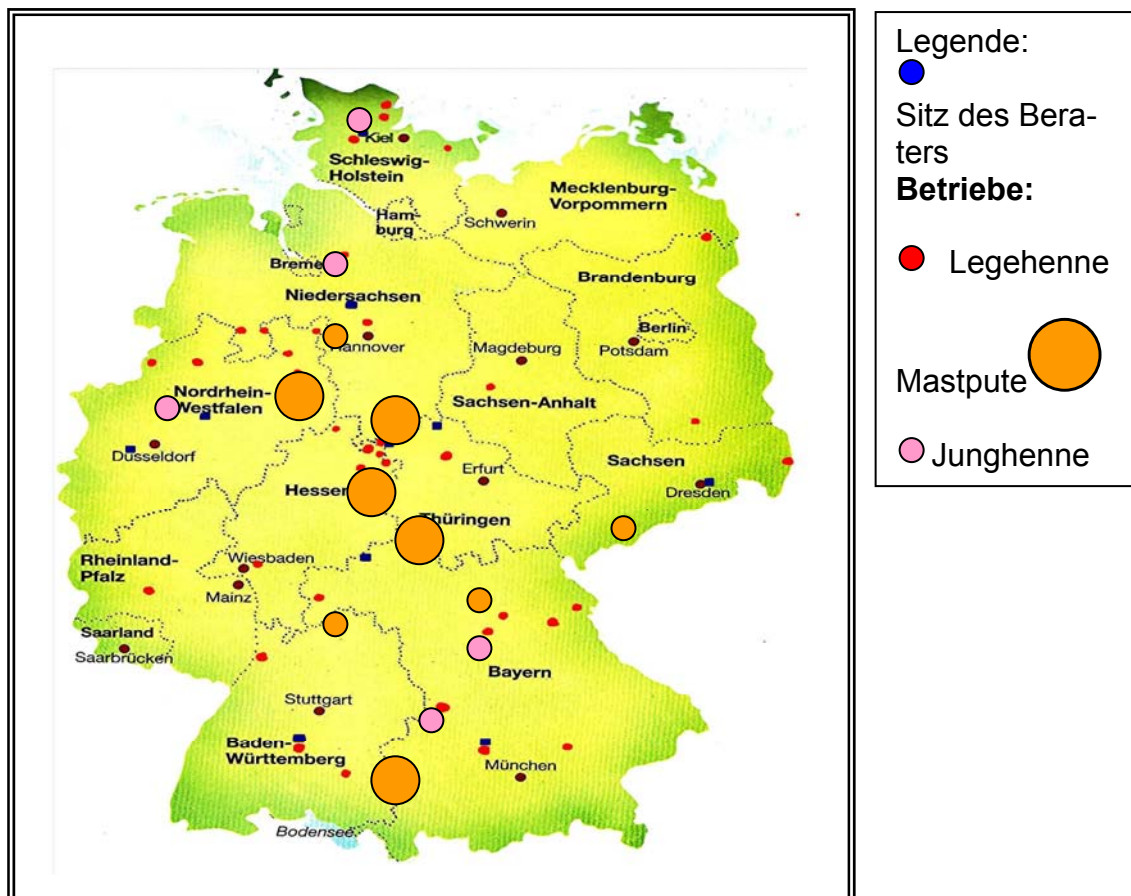 Kiel
Schleswig-
Holstein
Mecklenburg-
Vorpommern
Ham-
burg
Schwerin
Breme
Brandenburg
Niedersachsen
Berlin
Hannover
Magdeburg
Potsdam
Nordrhein-
Westfalen
Sachsen-Anhalt
Düsseldorf
Erfurt
Sachsen
Hessen
Dresden
Thüringen
Rheinland-
Pfalz
Wiesbaden
Mainz
Saarland
Saarbrücken
Bayern
Stuttgart
Baden-
Württemberg
München
Bodensee
Legende:
Sitz des Bera-
ters
Betriebe:
Legehenne
Mastpute
Junghenne